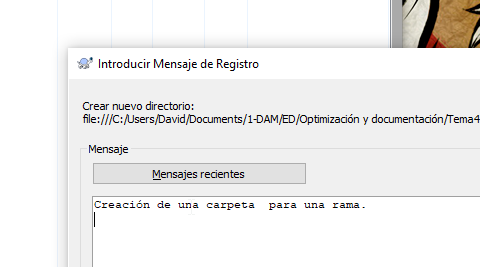 Introducir Mensaje de Registro
Crear nuevo directorio:
file:///C:/Users/David/Documents/1-DAM/ED/Optimización y documentación/Tema4
Mensaje
Mensajes recientes
Creación de una carpeta  para una rama.